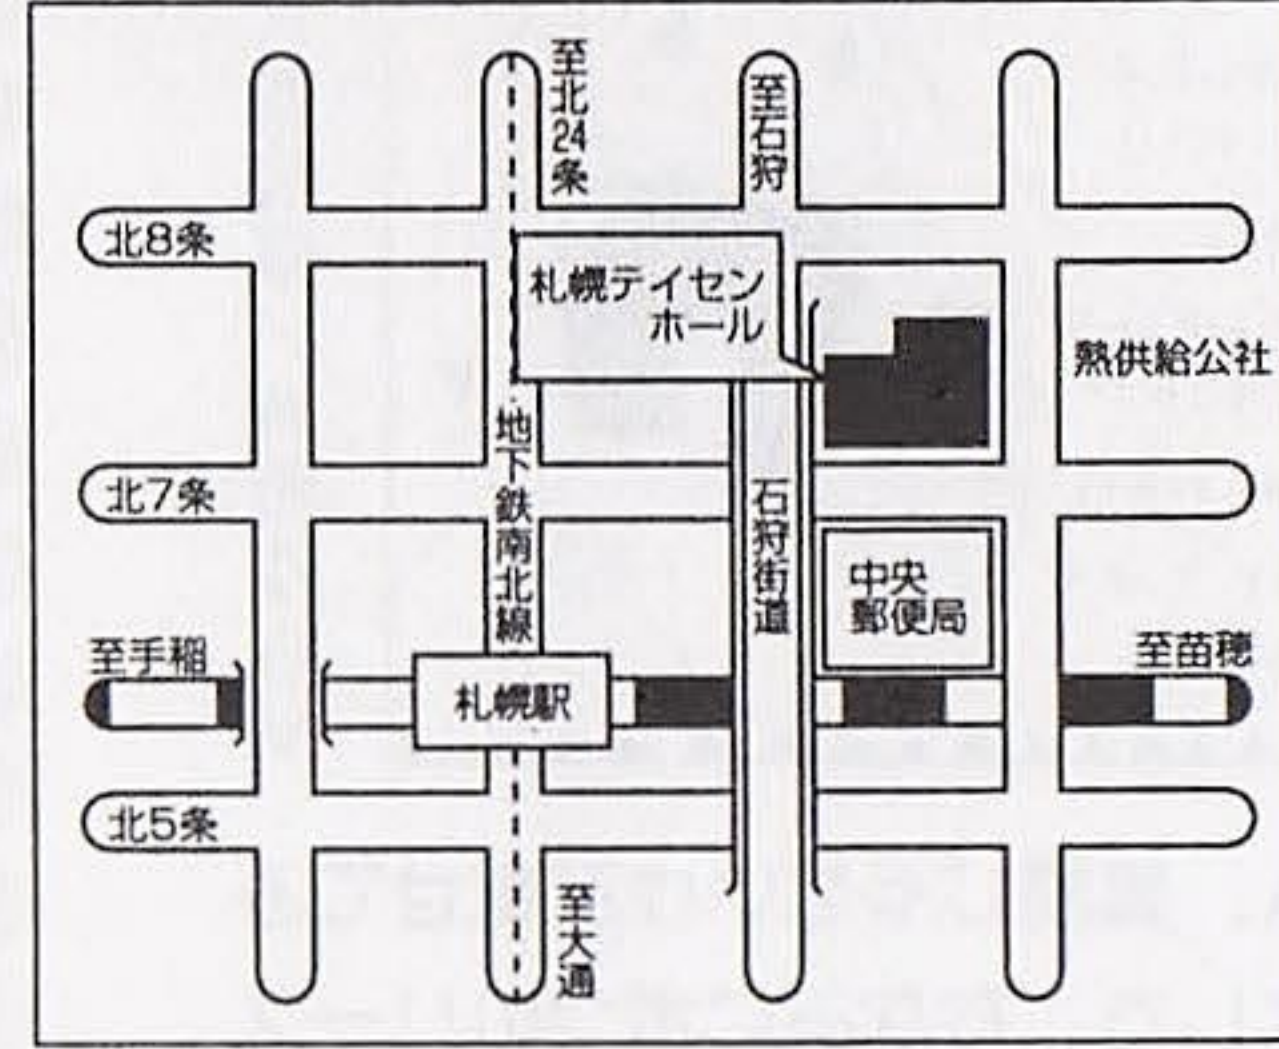 至北24条
至石狩
北8条
札幌テイセン
ホール
熱供給公社
地下鉄南北線
北7条
石狩街道
中央
郵便局
至手稲
至苗穂
札幌駅
北5条
至大通